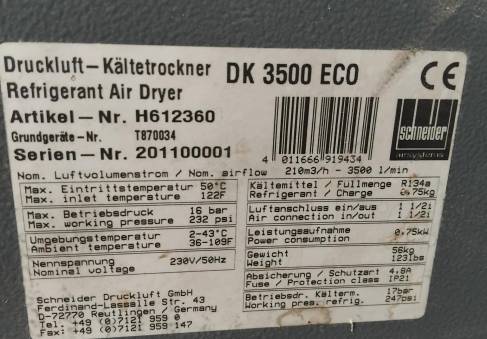 Druckluft-Kältetrockner DK 3500 ECO
Refrigerant Air Dryer
CE
Artikel-Nr. H612360
Grundgeräte-Nr. T870034
Serien-Nr. 201100001
4 011666 919434
schneider
airsystems
Nom. Luftvolumenstrom / Nom. airflow 210m3/h - 3500 l/min
Max. Eintrittstemperatur 50°C
Max. inlet temperature 122F
Max. Betriebsdruck 16 bar
Max. working pressure 232 psi
Umgebungstemperatur 2-43°C
Ambient temperature 36-109F
Nennspannung 230V/50Hz
Nominal voltage
Kältemittel / Füllmenge R134a
Refrigerant / Charge 75kg
Luftanschluss ein/aus 1 1/2i
Air connection in/out 1 1/2i
Leistungsaufnahme 0,75kW
Power consumption
Gewicht 56kg
Weight 123lbs
Absicherung / Schutzart 4,8A
Fuse / Protection class IP21
Betriebsdr. Kälterm. 17bar
Working pres. refrig. 247psi
Schneider Druckluft GmbH
Ferdinand-Lassalle Str. 43
D-72770 Reutlingen / Germany
Tel. +49 (0)7121 959 0
Fax: +49 (0)7121 959 147